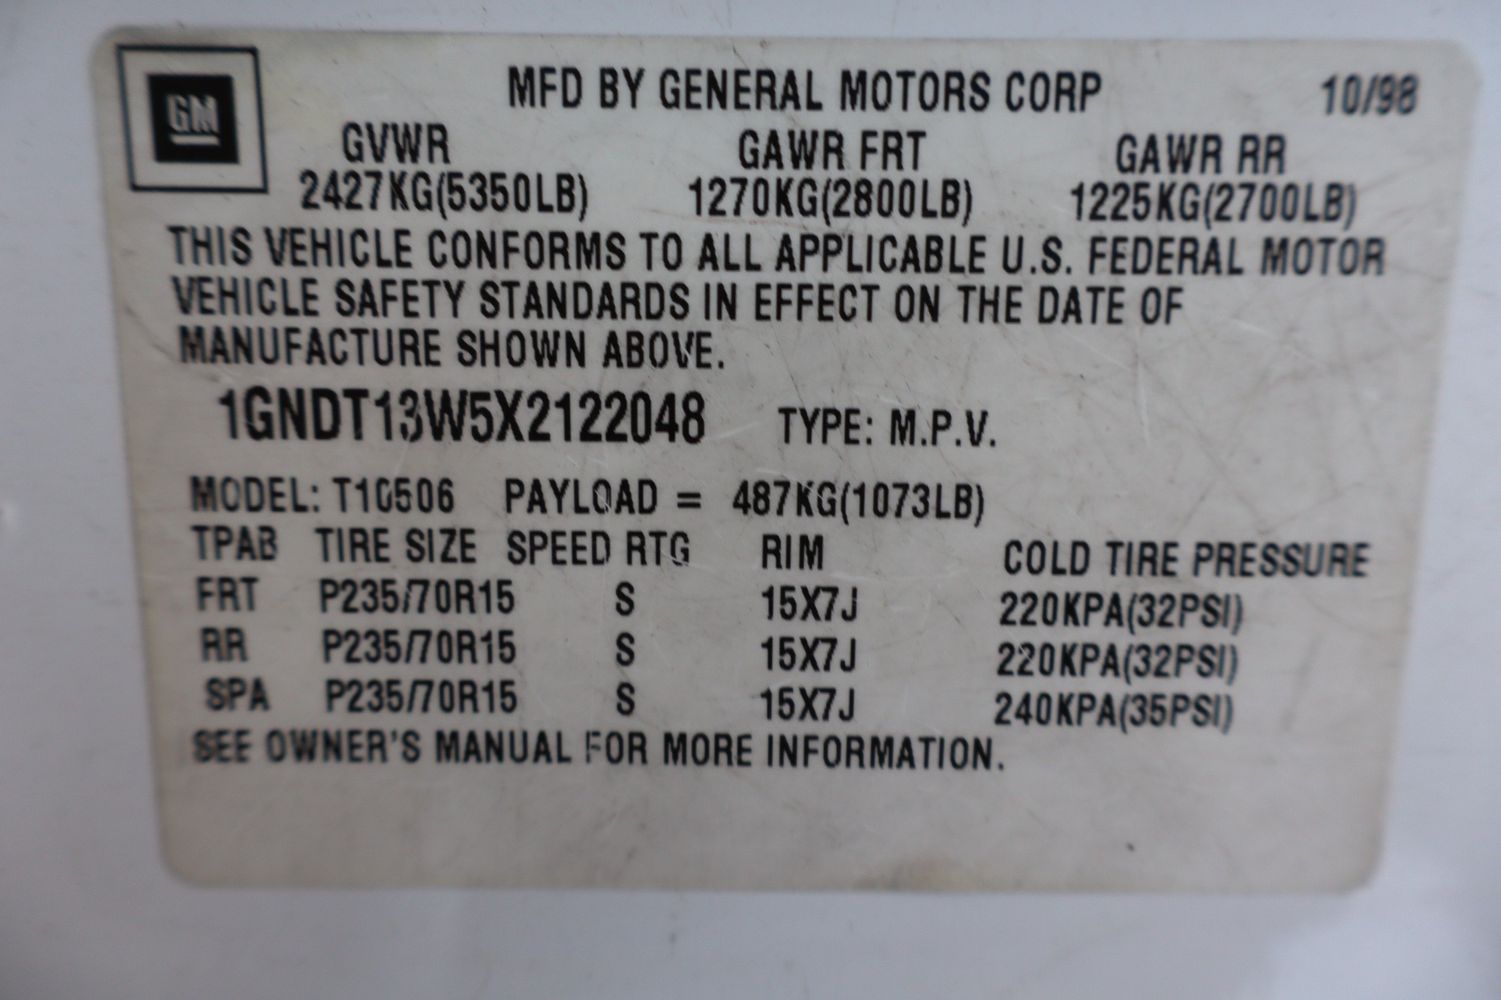 GM
MFD BY GENERAL MOTORS CORP 10/98
GVWR GAWR FRT GAWR RR
2427KG(5350LB) 1270KG(2800LB) 1225KG(2700LB)
THIS VEHICLE CONFORMS TO ALL APPLICABLE U.S. FEDERAL MOTOR
VEHICLE SAFETY STANDARDS IN EFFECT ON THE DATE OF
MANUFACTURE SHOWN ABOVE.
1GNDT13W5X2122048 TYPE: M.P.V.
MODEL: T10506 PAYLOAD = 487KG(1073LB)
TPAB TIRE SIZE SPEED RTG RIM COLD TIRE PRESSURE
FRT P235/70R15 S 15X7J 220KPA(32PSI)
RR P235/70R15 S 15X7J 220KPA(32PSI)
SPA P235/70R15 S 15X7J 240KPA(35PSI)
SEE OWNER'S MANUAL FOR MORE INFORMATION.